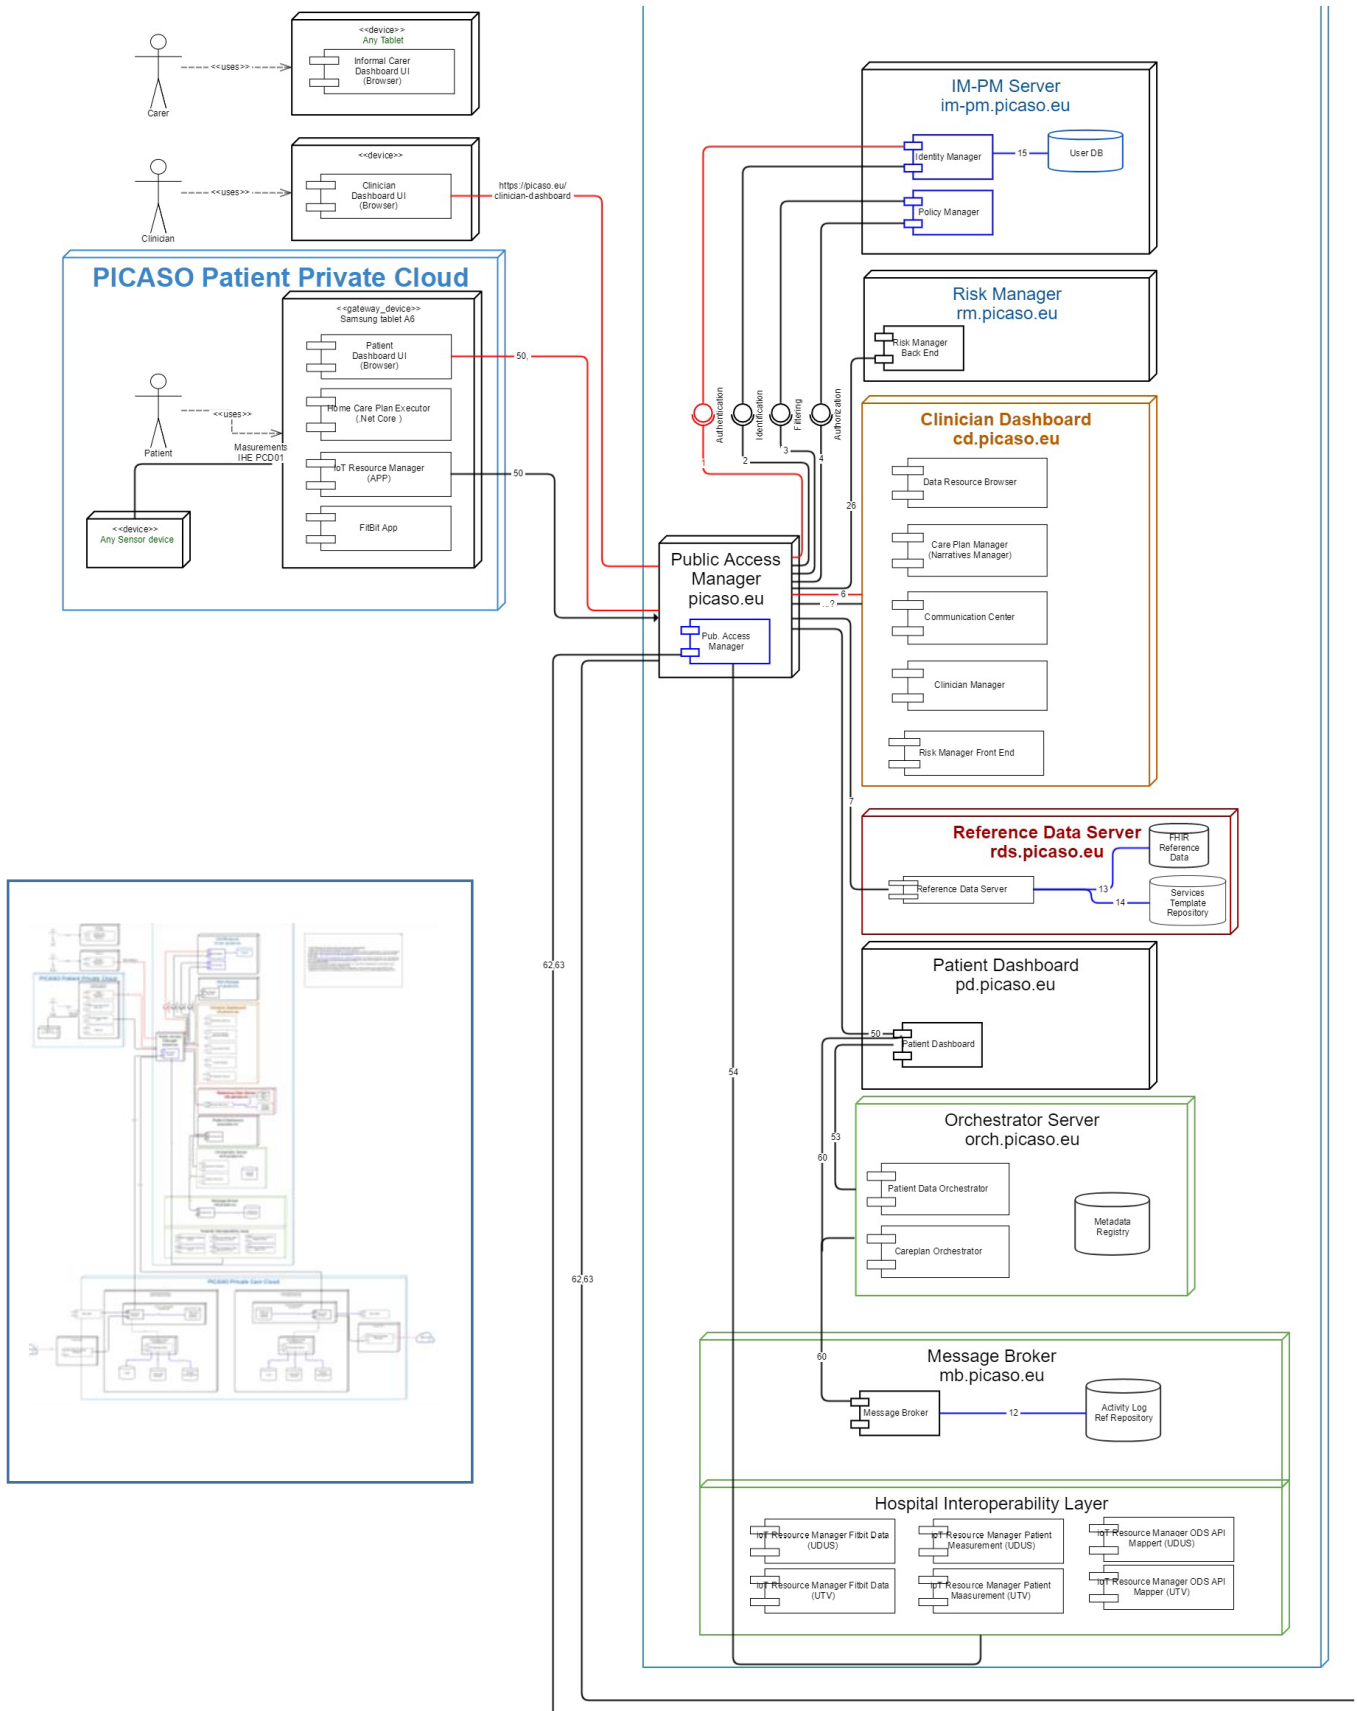 <<device>>
Any Tablet
Informal Carer
Dashboard UI
(Browser)
<<uses>>
Carer
<<device>>
Clinician
Dashboard UI
(Browser)
<<uses>>
Clinician
https://picaso.eu/
clinician-dashboard
PICASO Patient Private Cloud
<<gateway_device>>
Samsung tablet A6
Patient
Dashboard UI
(Browser)
50,
Home Care Plan Executor
(.Net Core )
<<uses>>
Patient
Masurements
IHE PCD01
IoT Resource Manager
(APP)
50
FitBit App
<<device>>
Any Sensor device
IM-PM Server
im-pm.picaso.eu
Identity Manager
15
User DB
Policy Manager
Risk Manager
rm.picaso.eu
Risk Manager
Back End
Authentication
Identification
Filtering
Authorization
1
2
3
4
26
Public Access
Manager
picaso.eu
Pub. Access
Manager
6
...?
Clinician Dashboard
cd.picaso.eu
Data Resource Browser
Care Plan Manager
(Narratives Manager)
Communication Center
Clinician Manager
Risk Manager Front End
7
Reference Data Server
rds.picaso.eu
Reference Data Server
13
14
FHIR
Reference
Data
Services
Template
Repository
62,63
Patient Dashboard
pd.picaso.eu
50
Patient Dashboard
54
53
60
Orchestrator Server
orch.picaso.eu
Patient Data Orchestrator
Careplan Orchestrator
Metadata
Registry
62,63
60
Message Broker
mb.picaso.eu
Message Broker
12
Activity Log
Ref Repository
Hospital Interoperability Layer
IoT Resource Manager Fitbit Data
(UDUS)
IoT Resource Manager Patient
Measurement (UDUS)
IoT Resource Manager ODS API
Mappert (UDUS)
IoT Resource Manager Fitbit Data
(UTV)
IoT Resource Manager Patient
Maasurement (UTV)
IoT Resource Manager ODS API
Mapper (UTV)
PICASO Patient Private Cloud
PICASO Private Care Cloud